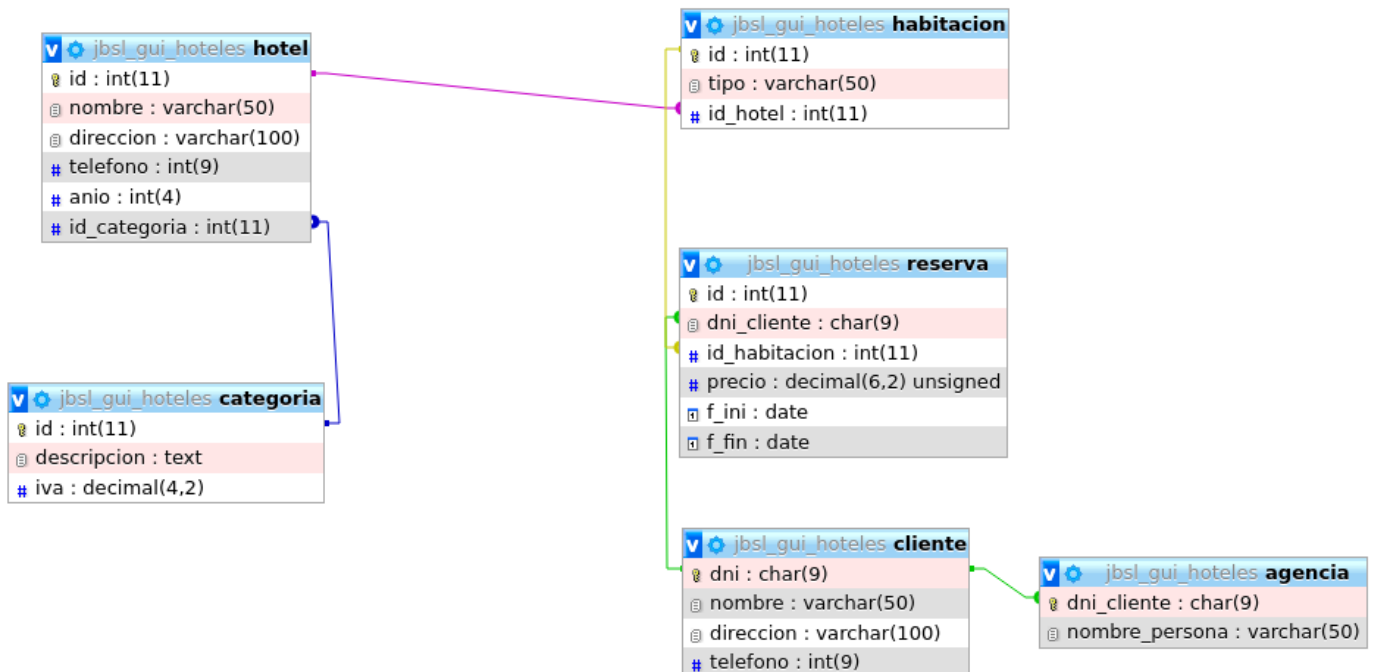 jbsl_gui_hoteles hotel
id : int(11)
nombre : varchar(50)
direccion : varchar(100)
# telefono : int(9)
# anio : int(4)
# id_categoria : int(11)
jbsl_gui_hoteles categoria
id : int(11)
descripcion : text
# iva : decimal(4,2)
jbsl_gui_hoteles habitacion
id : int(11)
tipo : varchar(50)
# id_hotel : int(11)
jbsl_gui_hoteles reserva
id : int(11)
dni_cliente : char(9)
# id_habitacion : int(11)
# precio : decimal(6,2) unsigned
f_ini : date
f_fin : date
jbsl_gui_hoteles cliente
dni : char(9)
nombre : varchar(50)
direccion : varchar(100)
# telefono : int(9)
jbsl_gui_hoteles agencia
dni_cliente : char(9)
nombre_persona : varchar(50)